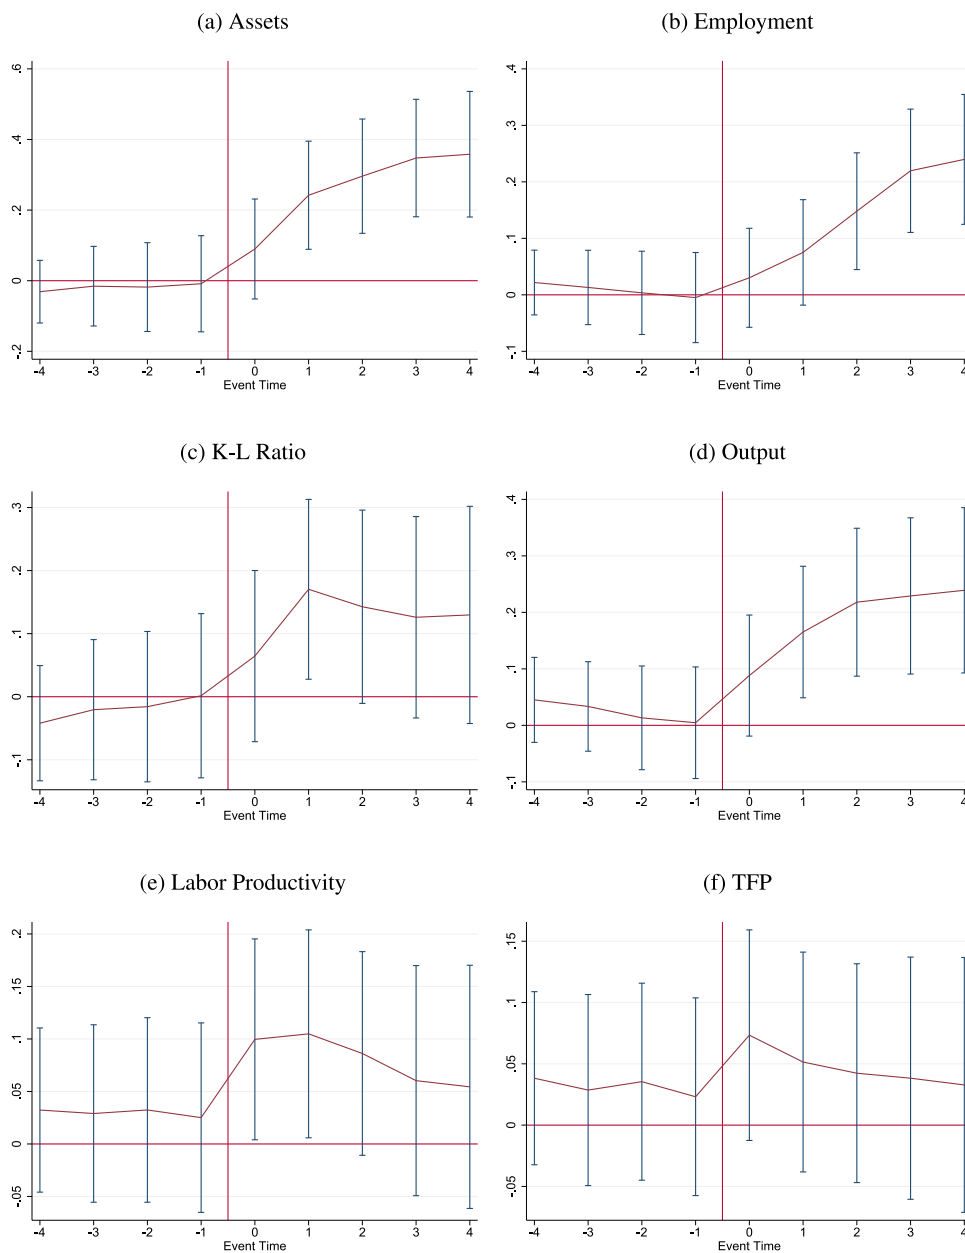 (a) Assets
.6
.4
.2
0
-.2
-4 -3 -2 -1 0 1 2 3 4
Event Time
(b) Employment
.4
.3
.2
.1
0
-.1
-4 -3 -2 -1 0 1 2 3 4
Event Time
(c) K-L Ratio
.3
.2
.1
0
-.1
-4 -3 -2 -1 0 1 2 3 4
Event Time
(d) Output
.4
.3
.2
.1
0
-.1
-4 -3 -2 -1 0 1 2 3 4
Event Time
(e) Labor Productivity
.2
.15
.1
.05
0
-.05
-4 -3 -2 -1 0 1 2 3 4
Event Time
(f) TFP
.15
.1
.05
0
-.05
-4 -3 -2 -1 0 1 2 3 4
Event Time